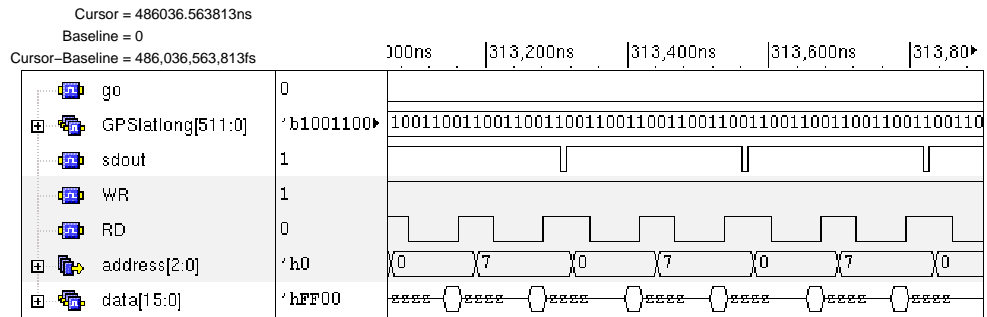 Cursor = 486036.563813ns
Baseline = 0
Cursor-Baseline = 486,036,563,813fs
000ns 313,200ns 313,400ns 313,600ns 313,80
go 0
GPSlatlong[511:0] 'b1001100 1001100110011001100110011001100110011001100110011001100110011001100110
sdout 1
WR 1
RD 0
address[2:0] 'h0 0 7 0 7 0 7 0
data[15:0] 'hFF00 zzzz zzzz zzzz zzzz zzzz zzzz zzzz